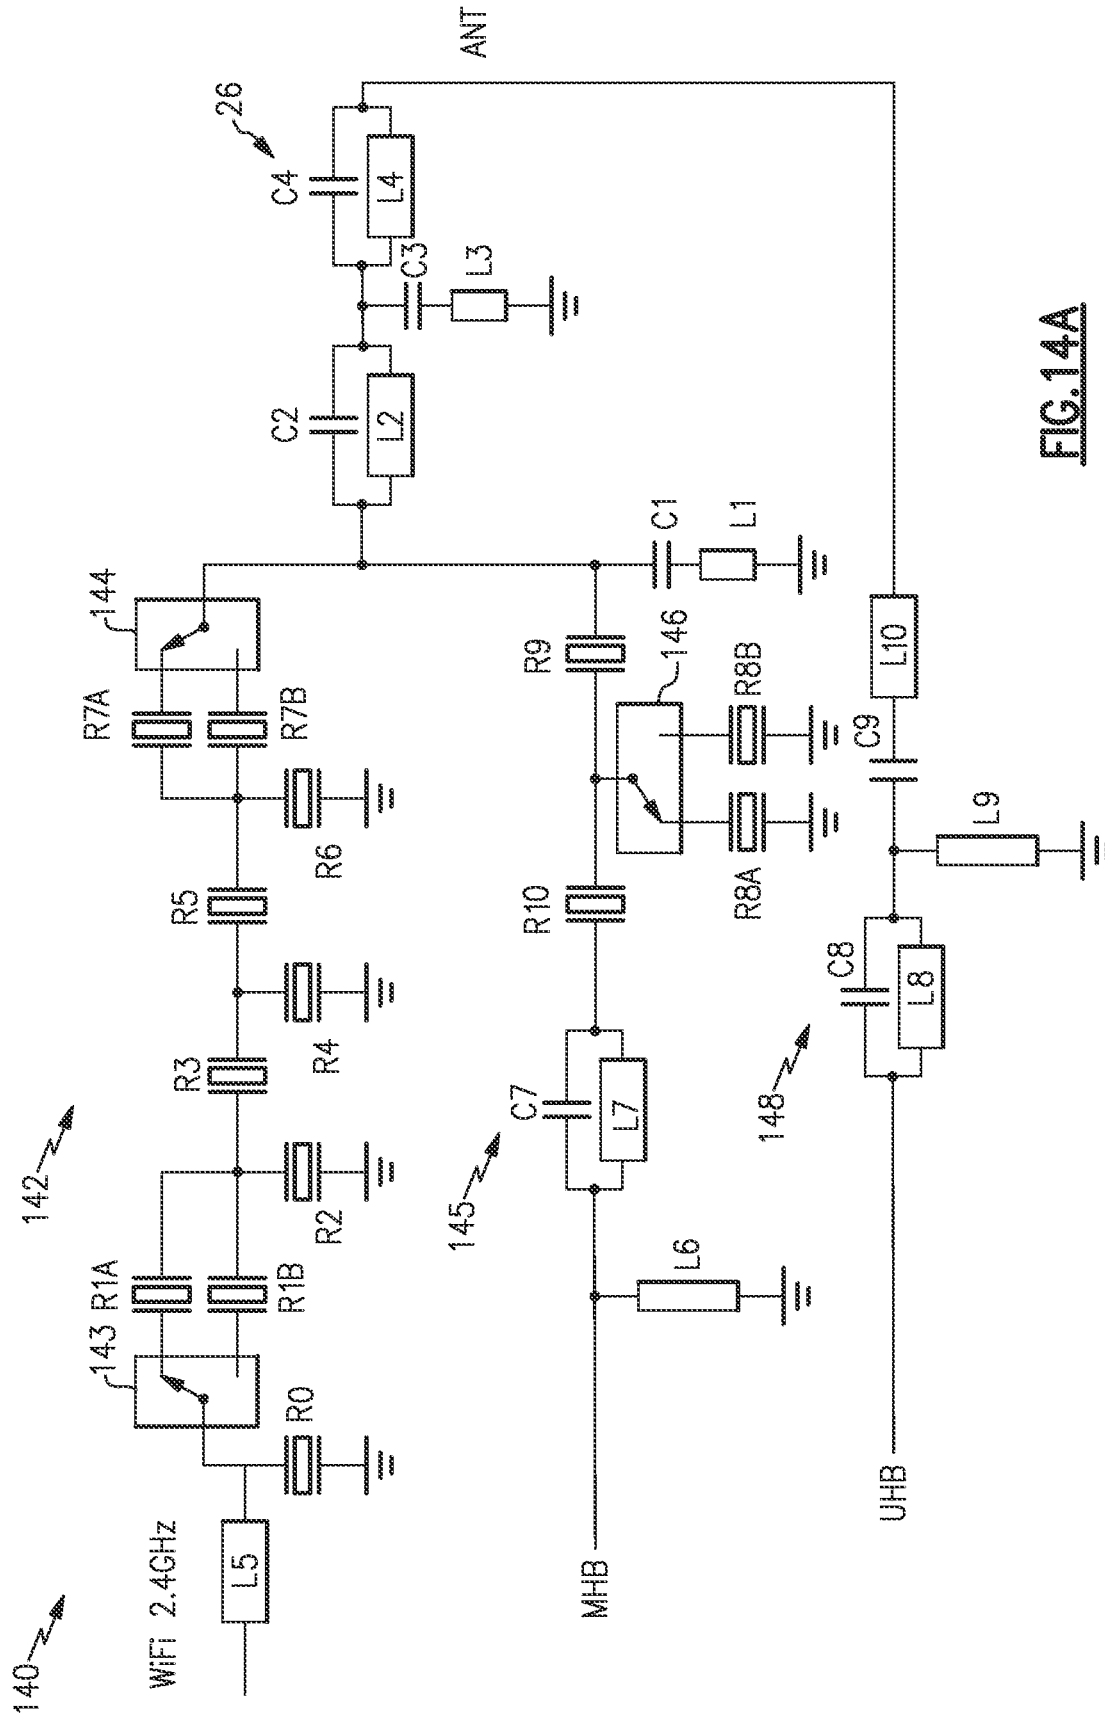 140
WiFi 2.4GHz
L5
R0
143
R1A
R1B
142
R2
R3
R4
R5
R6
R7A
R7B
144
C2
L2
C3
L3
C4
L4
26
ANT
MHB
L6
145
C7
L7
R10
R8A
R8B
146
R9
C1
L1
UHB
148
C8
L8
L9
C9
L10
FIG.14A